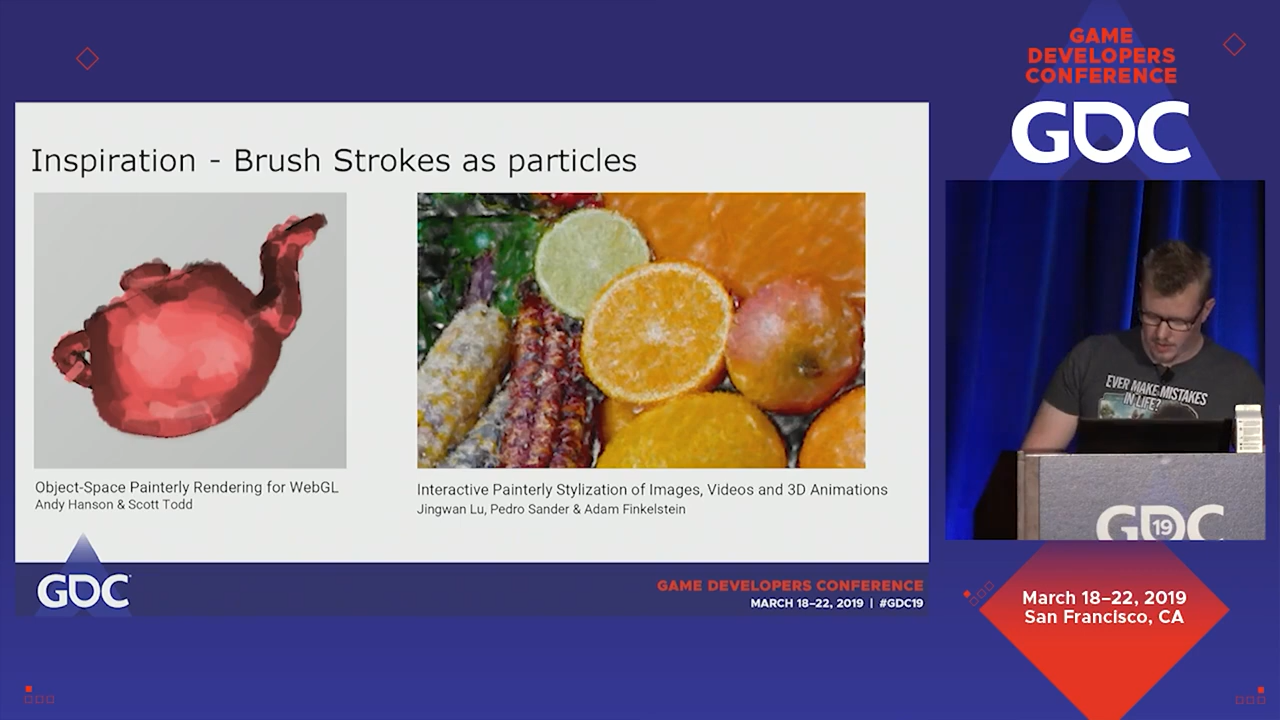 GAME
DEVELOPERS
CONFERENCE
GDC
Inspiration - Brush Strokes as particles
Object-Space Painterly Rendering for WebGL
Andy Hanson & Scott Todd
Interactive Painterly Stylization of Images, Videos and 3D Animations
Jingwan Lu, Pedro Sander & Adam Finkelstein
EVER MAKE MISTAKES
IN LIFE?
GDC
19
GDC
GAME DEVELOPERS CONFERENCE
MARCH 18–22, 2019 | #GDC19
March 18–22, 2019
San Francisco, CA